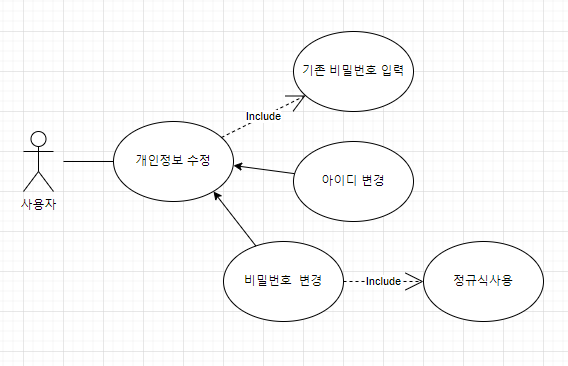 기존 비밀번호 입력
Include
개인정보 수정
사용자
아이디 변경
비밀번호 변경
Include
정규식사용